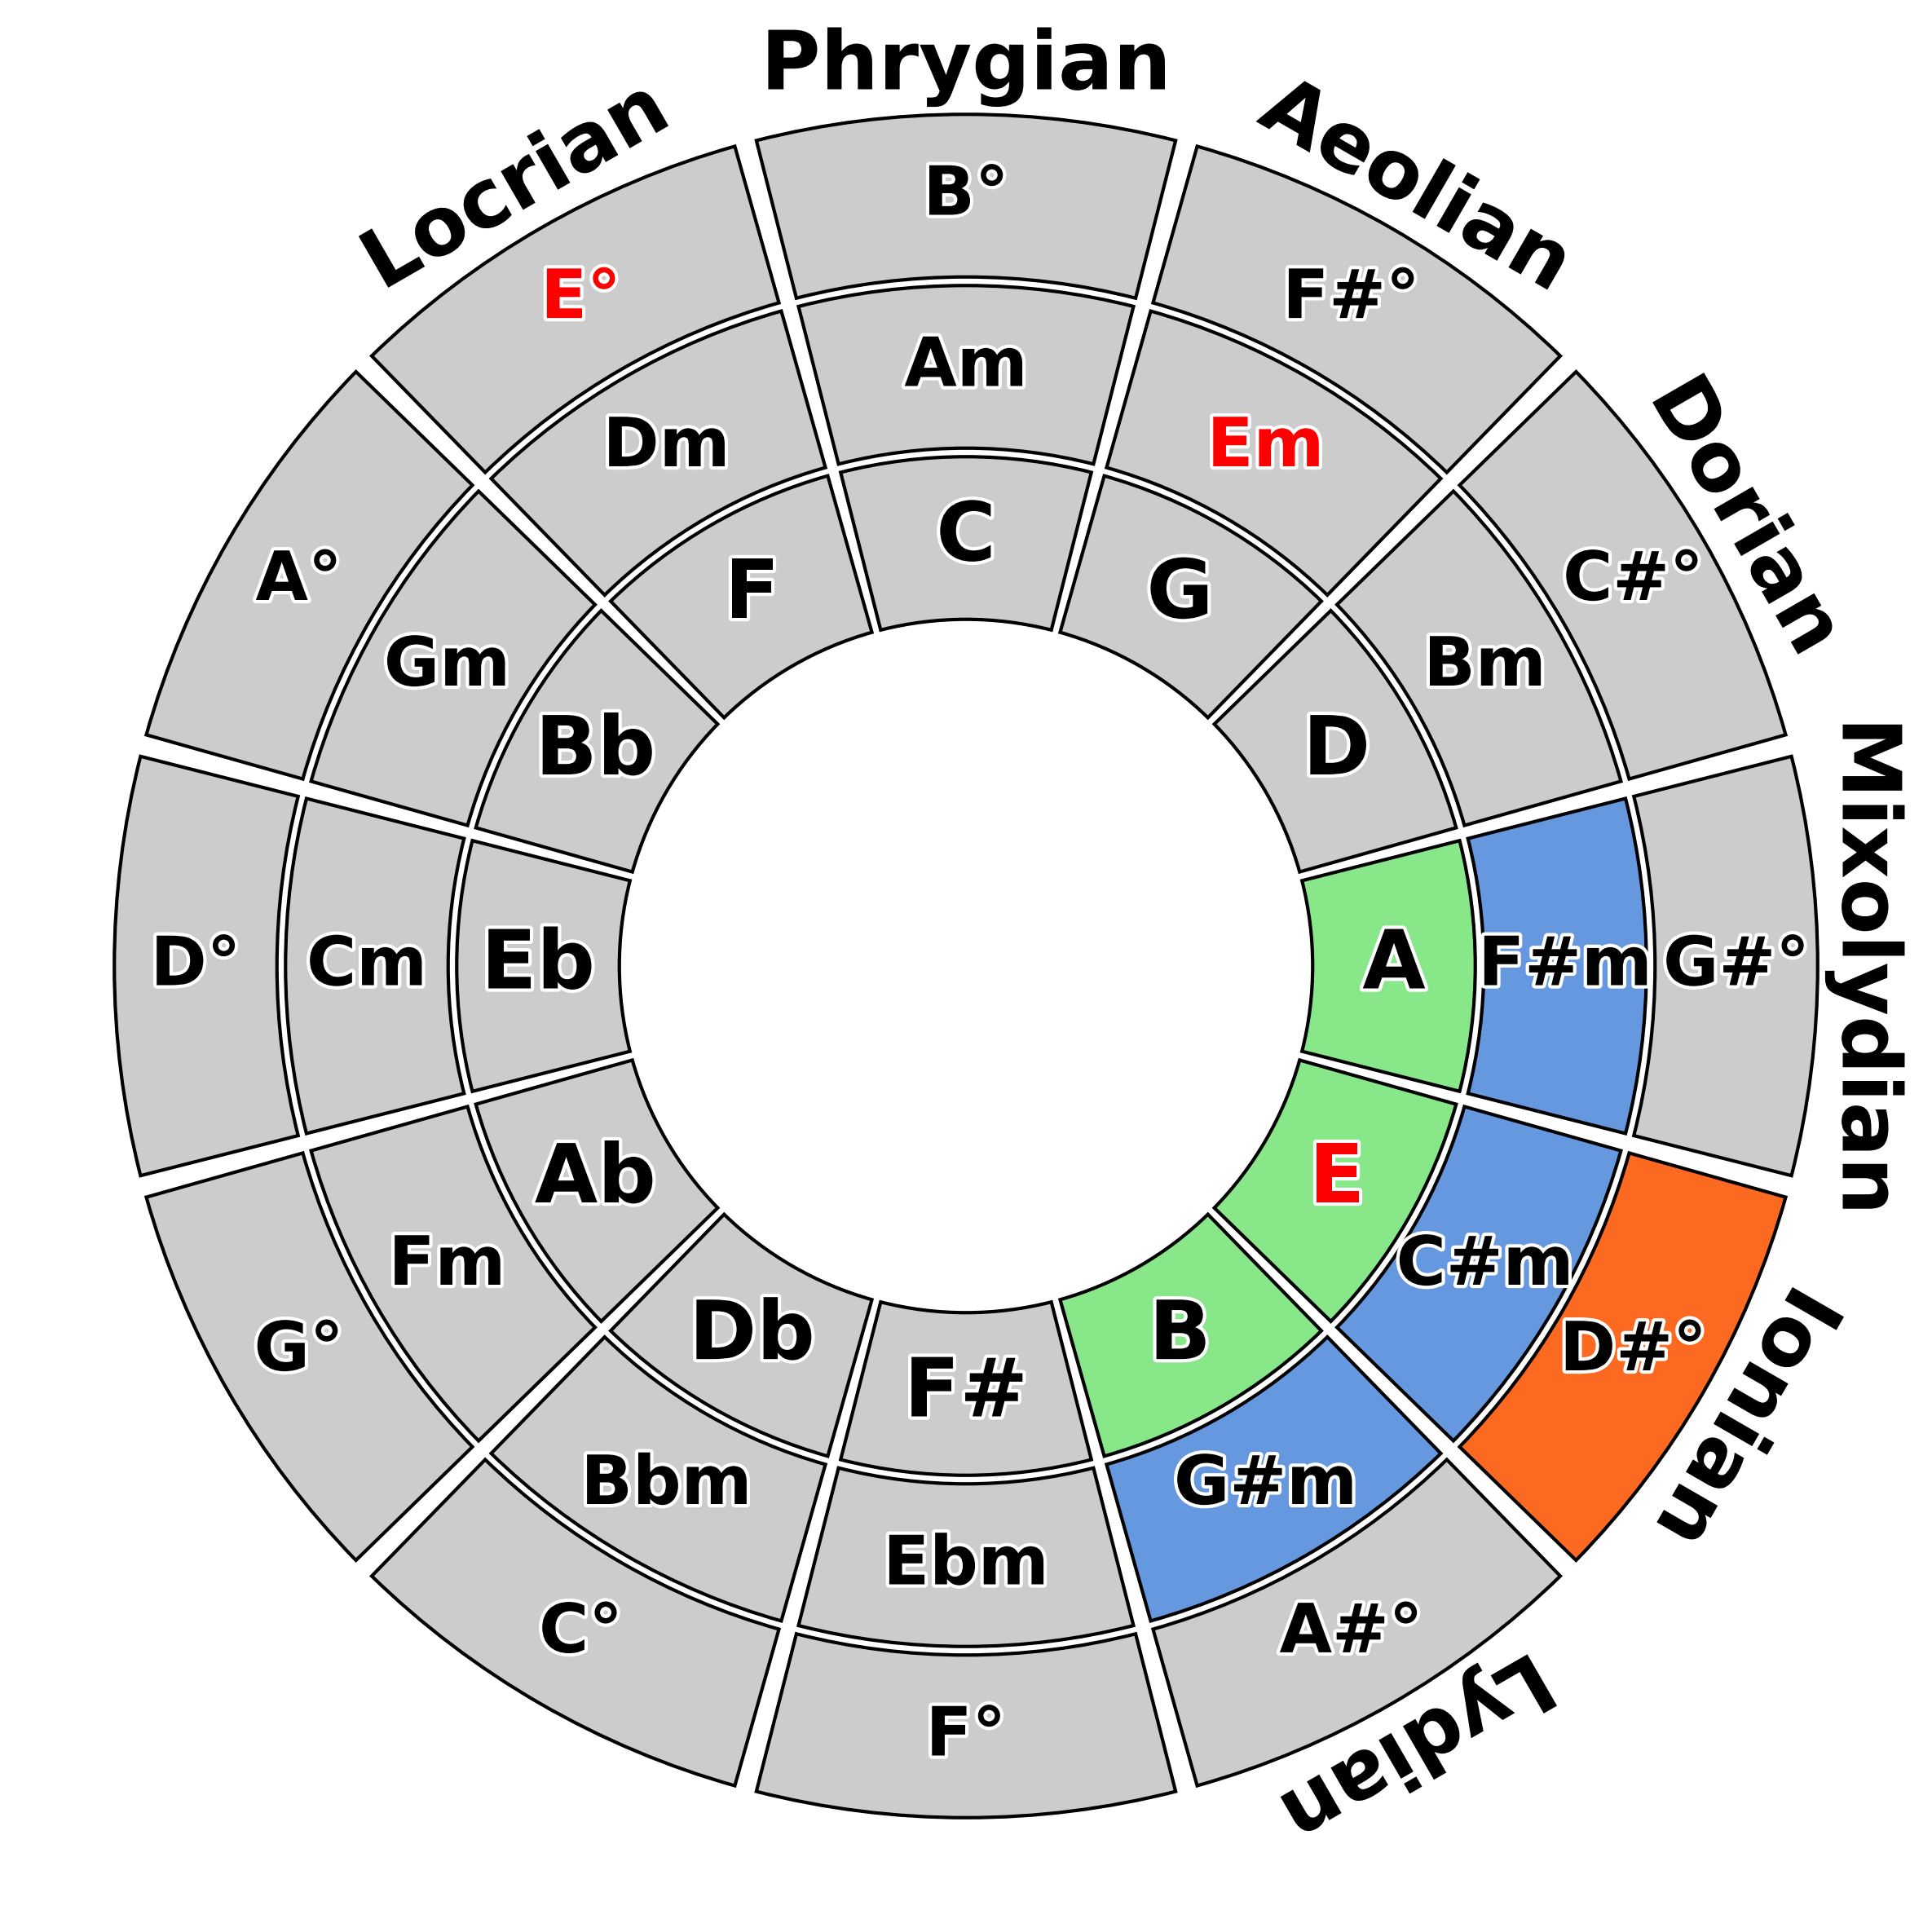 Phrygian
Aeolian
Dorian
Mixolydian
Ionian
Lydian
Locrian
B°
F#°
C#°
G#°
D#°
A#°
F°
C°
G°
D°
A°
E°
Am
Em
Bm
F#m
C#m
G#m
Ebm
Bbm
Fm
Cm
Gm
Dm
C
G
D
A
E
B
F#
Db
Ab
Eb
Bb
F